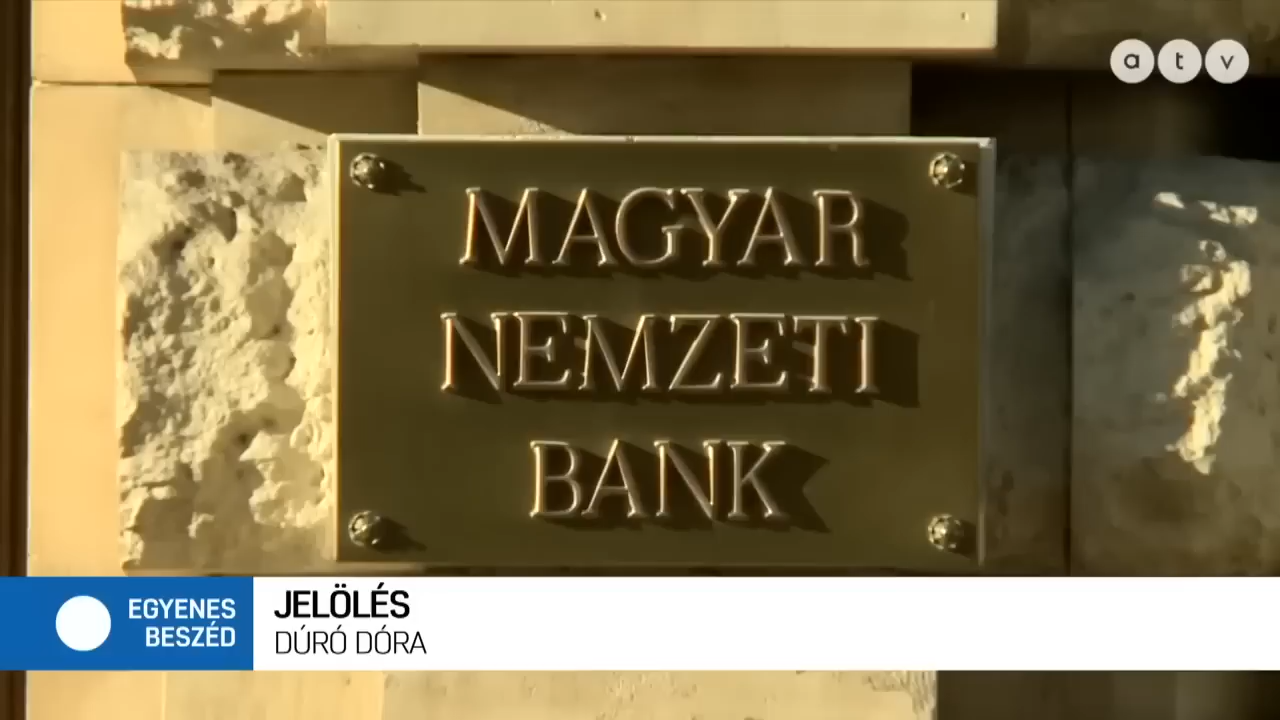 atv
MAGYAR
NEMZETI
BANK
EGYENES
BESZÉD
JELÖLÉS
DÚRÓ DÓRA